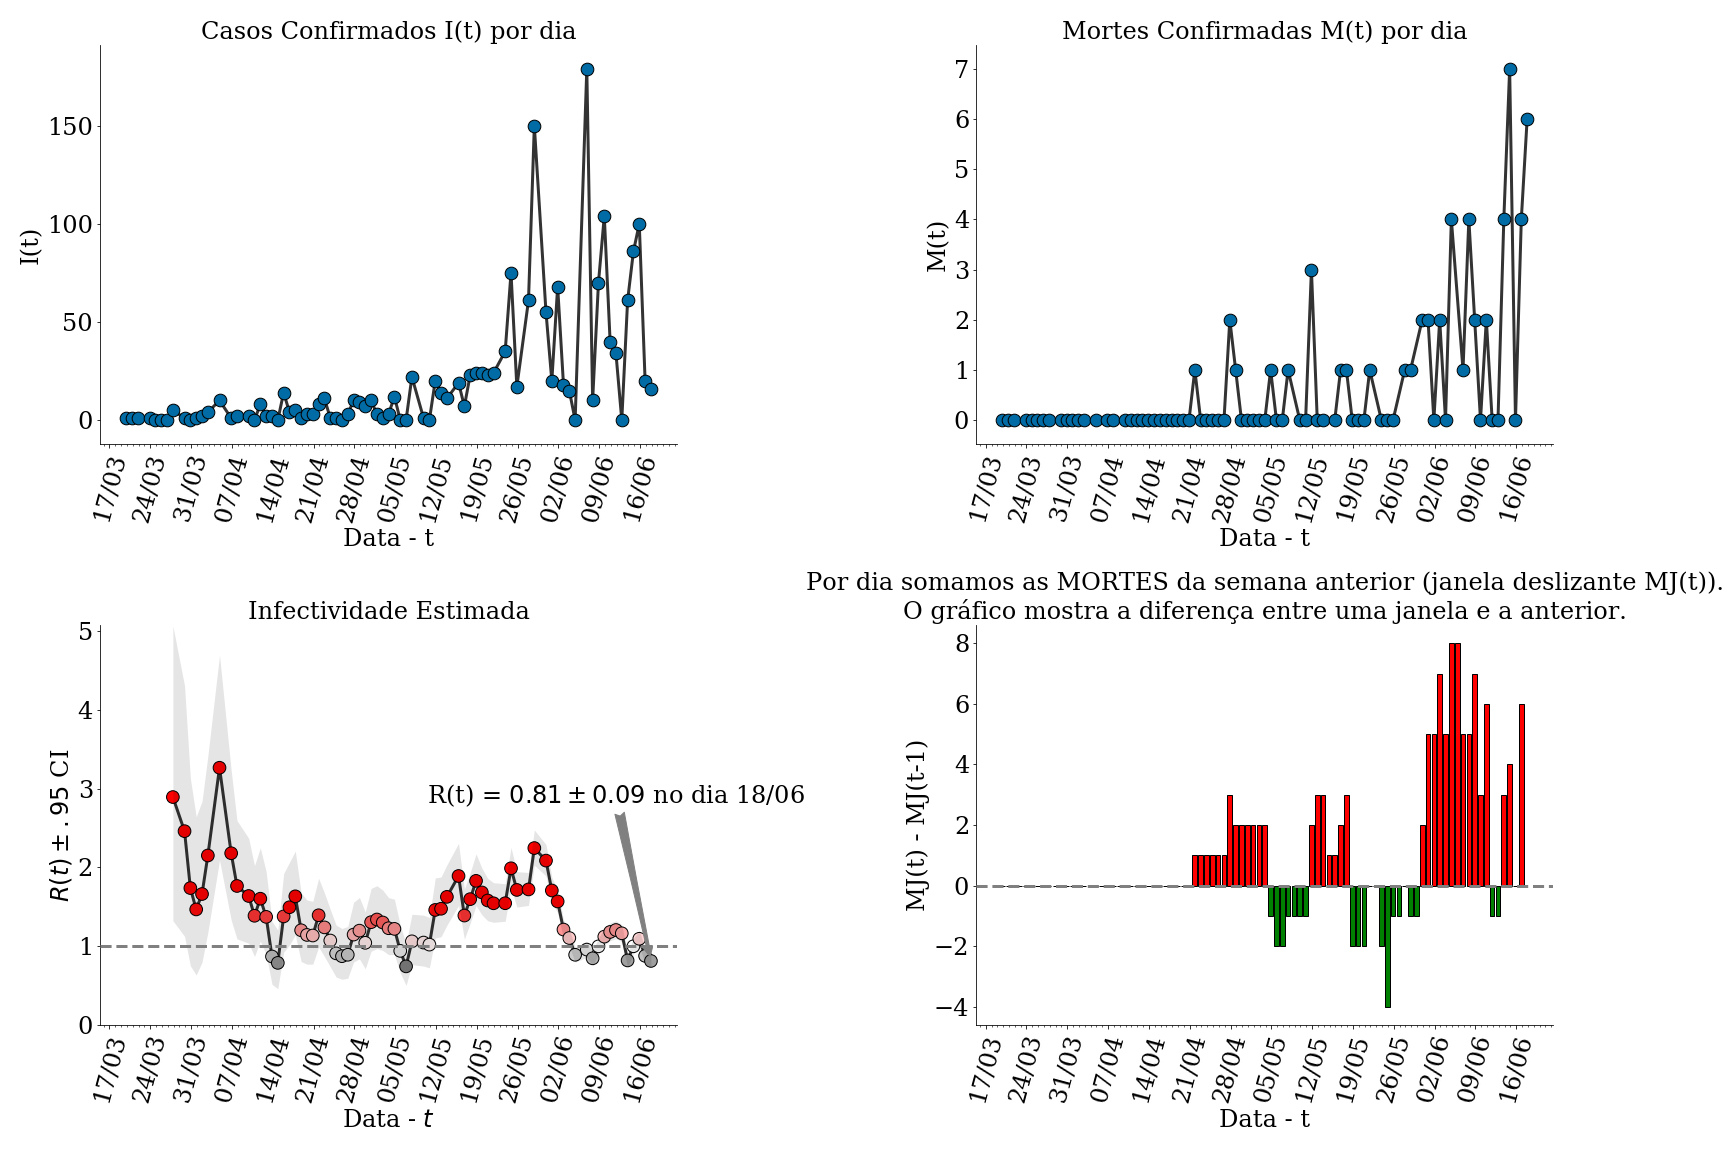 Casos Confirmados I(t) por dia
I(t)
150
100
50
0
17/03 24/03 31/03 07/04 14/04 21/04 28/04 05/05 12/05 19/05 26/05 02/06 09/06 16/06
Data - t
Mortes Confirmadas M(t) por dia
M(t)
7
6
5
4
3
2
1
0
17/03 24/03 31/03 07/04 14/04 21/04 28/04 05/05 12/05 19/05 26/05 02/06 09/06 16/06
Data - t
Infectividade Estimada
R(t) ± .95 CI
5
4
3
2
1
0
R(t) = 0.81 ± 0.09 no dia 18/06
17/03 24/03 31/03 07/04 14/04 21/04 28/04 05/05 12/05 19/05 26/05 02/06 09/06 16/06
Data - t
Por dia somamos as MORTES da semana anterior (janela deslizante MJ(t)).
O gráfico mostra a diferença entre uma janela e a anterior.
MJ(t) - MJ(t-1)
8
6
4
2
0
−2
−4
17/03 24/03 31/03 07/04 14/04 21/04 28/04 05/05 12/05 19/05 26/05 02/06 09/06 16/06
Data - t